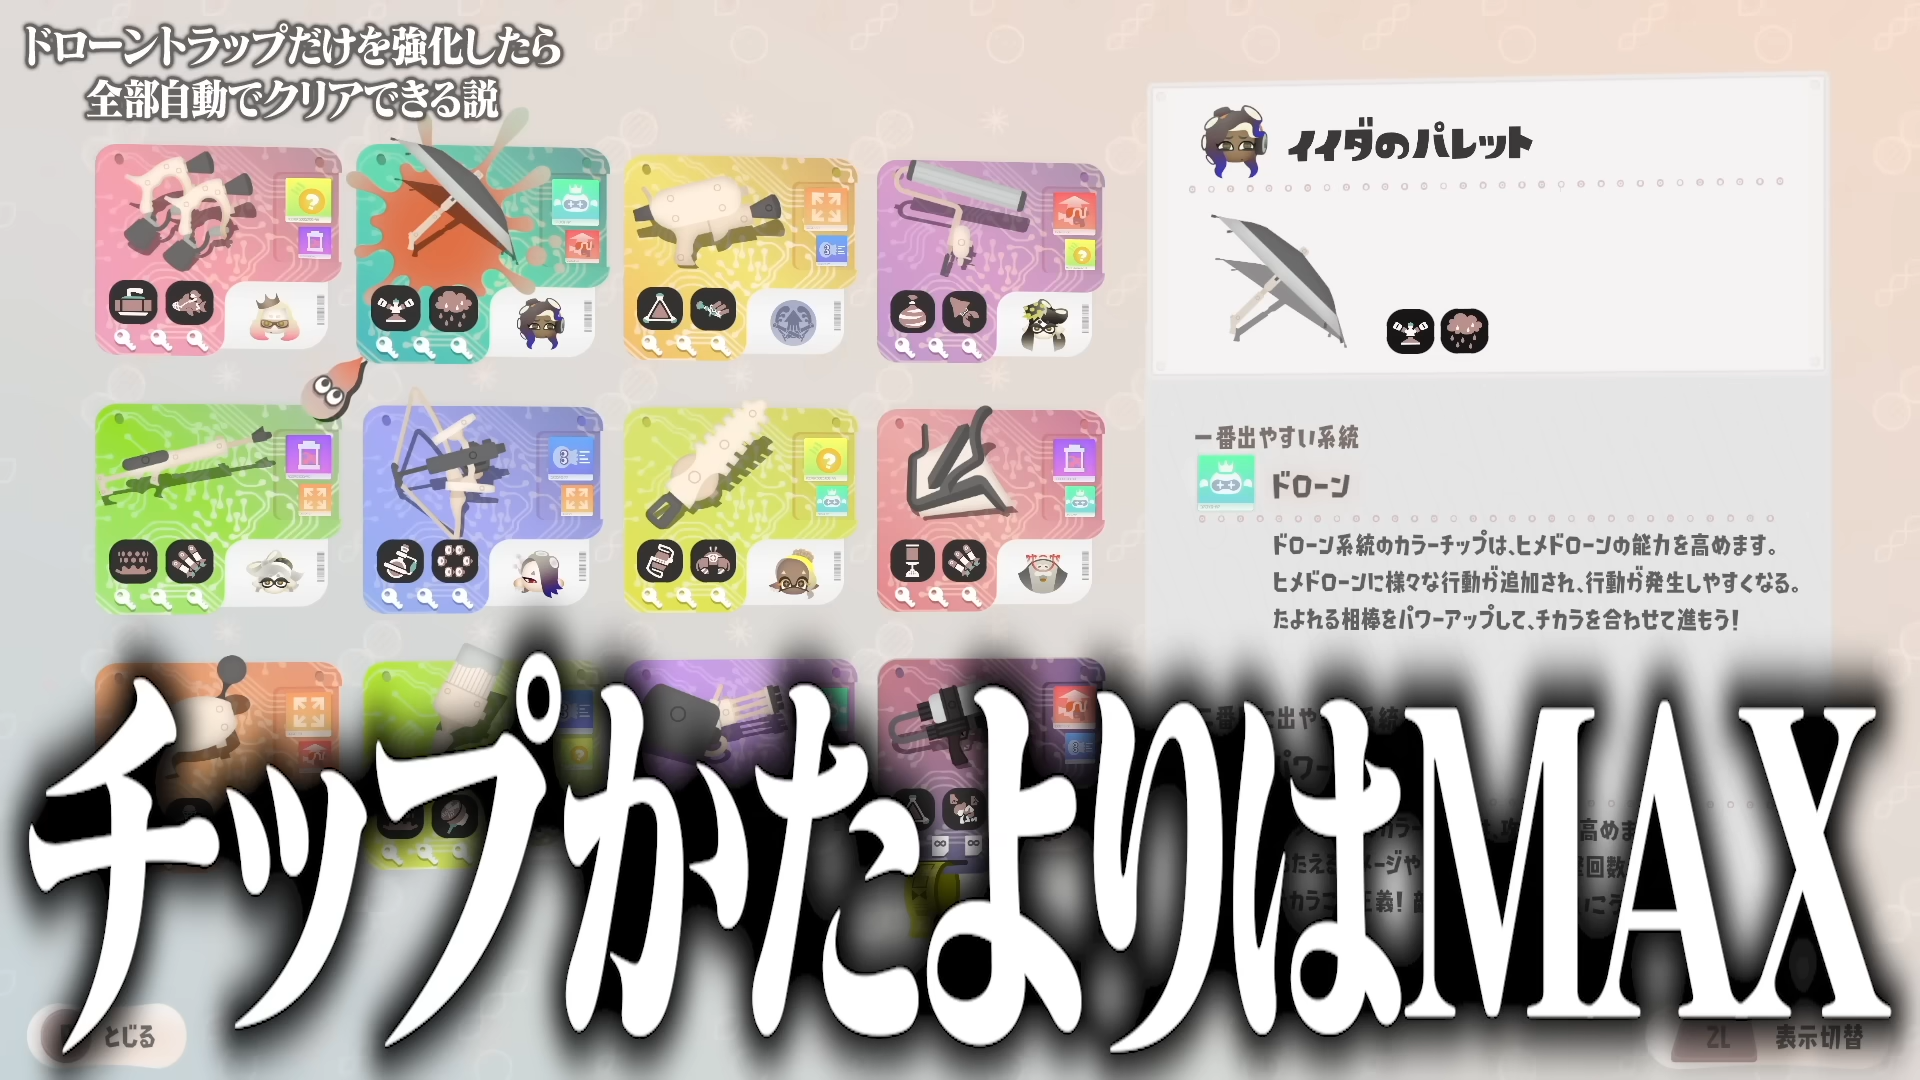 ドローントラップだけを強化したら
全部自動でクリアできる説
イイダのパレット
一番出やすい系統
ドローン
ドローン系統のカラーチップは、ヒメドローンの能力を高めます。
ヒメドローンに様々な行動が追加され、行動が発生しやすくなる。
たよれる相棒をパワーアップして、チカラを合わせて進もう!
チップかたよりはMAX
とじる
ZL 表示切替